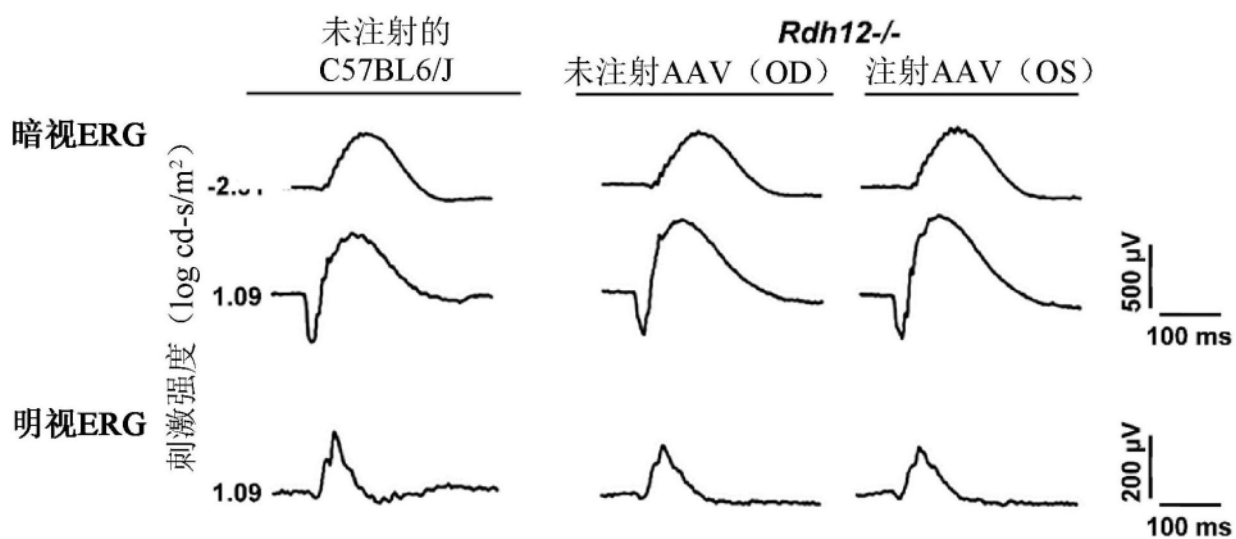 未注射的
C57BL6/J
Rdh12-/-
未注射AAV（OD）
注射AAV（OS）
暗视ERG
刺激强度（log cd-s/m²）
1.09
500 μV
100 ms
明视ERG
1.09
200 μV
100 ms